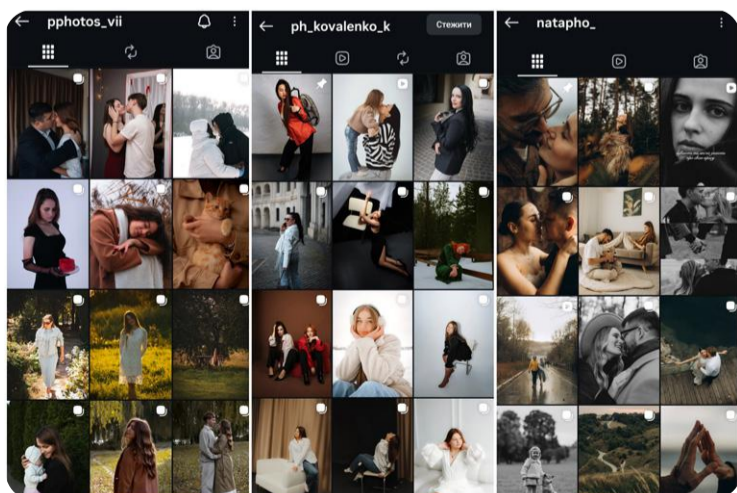 pphotos_vii
ph_kovalenko_k
Стежити
natapho_